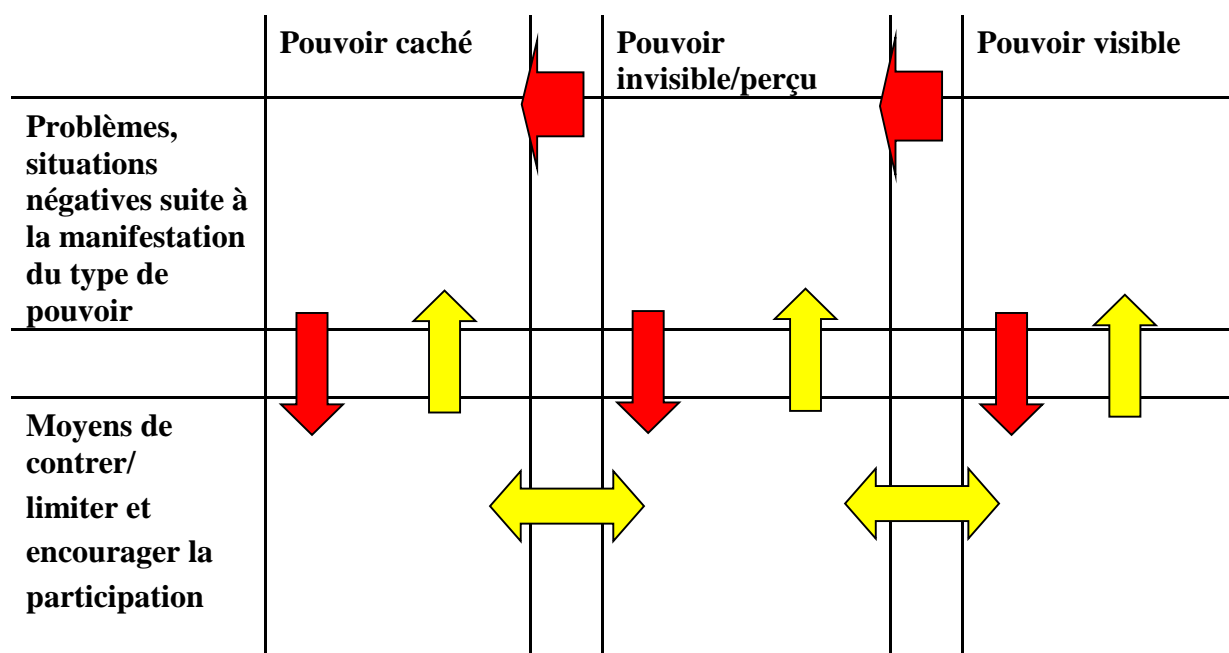 Pouvoir caché
Pouvoir
invisible/perçu
Pouvoir visible
Problèmes,
situations
négatives suite à
la manifestation
du type de
pouvoir
Moyens de
contrer/
limiter et
encourager la
participation